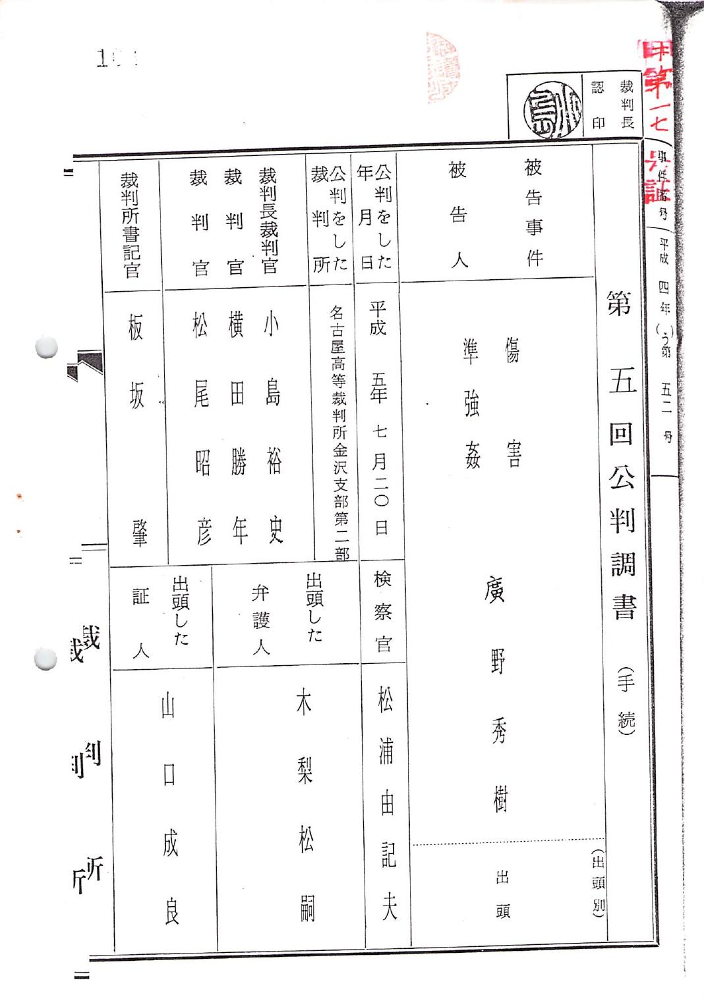 甲第一七号証
事件番号 平成四年(う)第五二号
裁判長
認印
小島
第五回公判調書(手続)
被告事件
傷害
準強姦
被告人
廣野秀樹
(出頭別)
出頭
公判をした
年月日
平成五年七月二〇日
検察官
松浦由記夫
公判をした
裁判所
名古屋高等裁判所金沢支部第二部
裁判長裁判官
小島裕史
裁判官
横田勝年
裁判官
松尾昭彦
出頭した
弁護人
木梨松嗣
裁判所書記官
板坂肇
出頭した
証人
山口成良
裁判所
裁判所